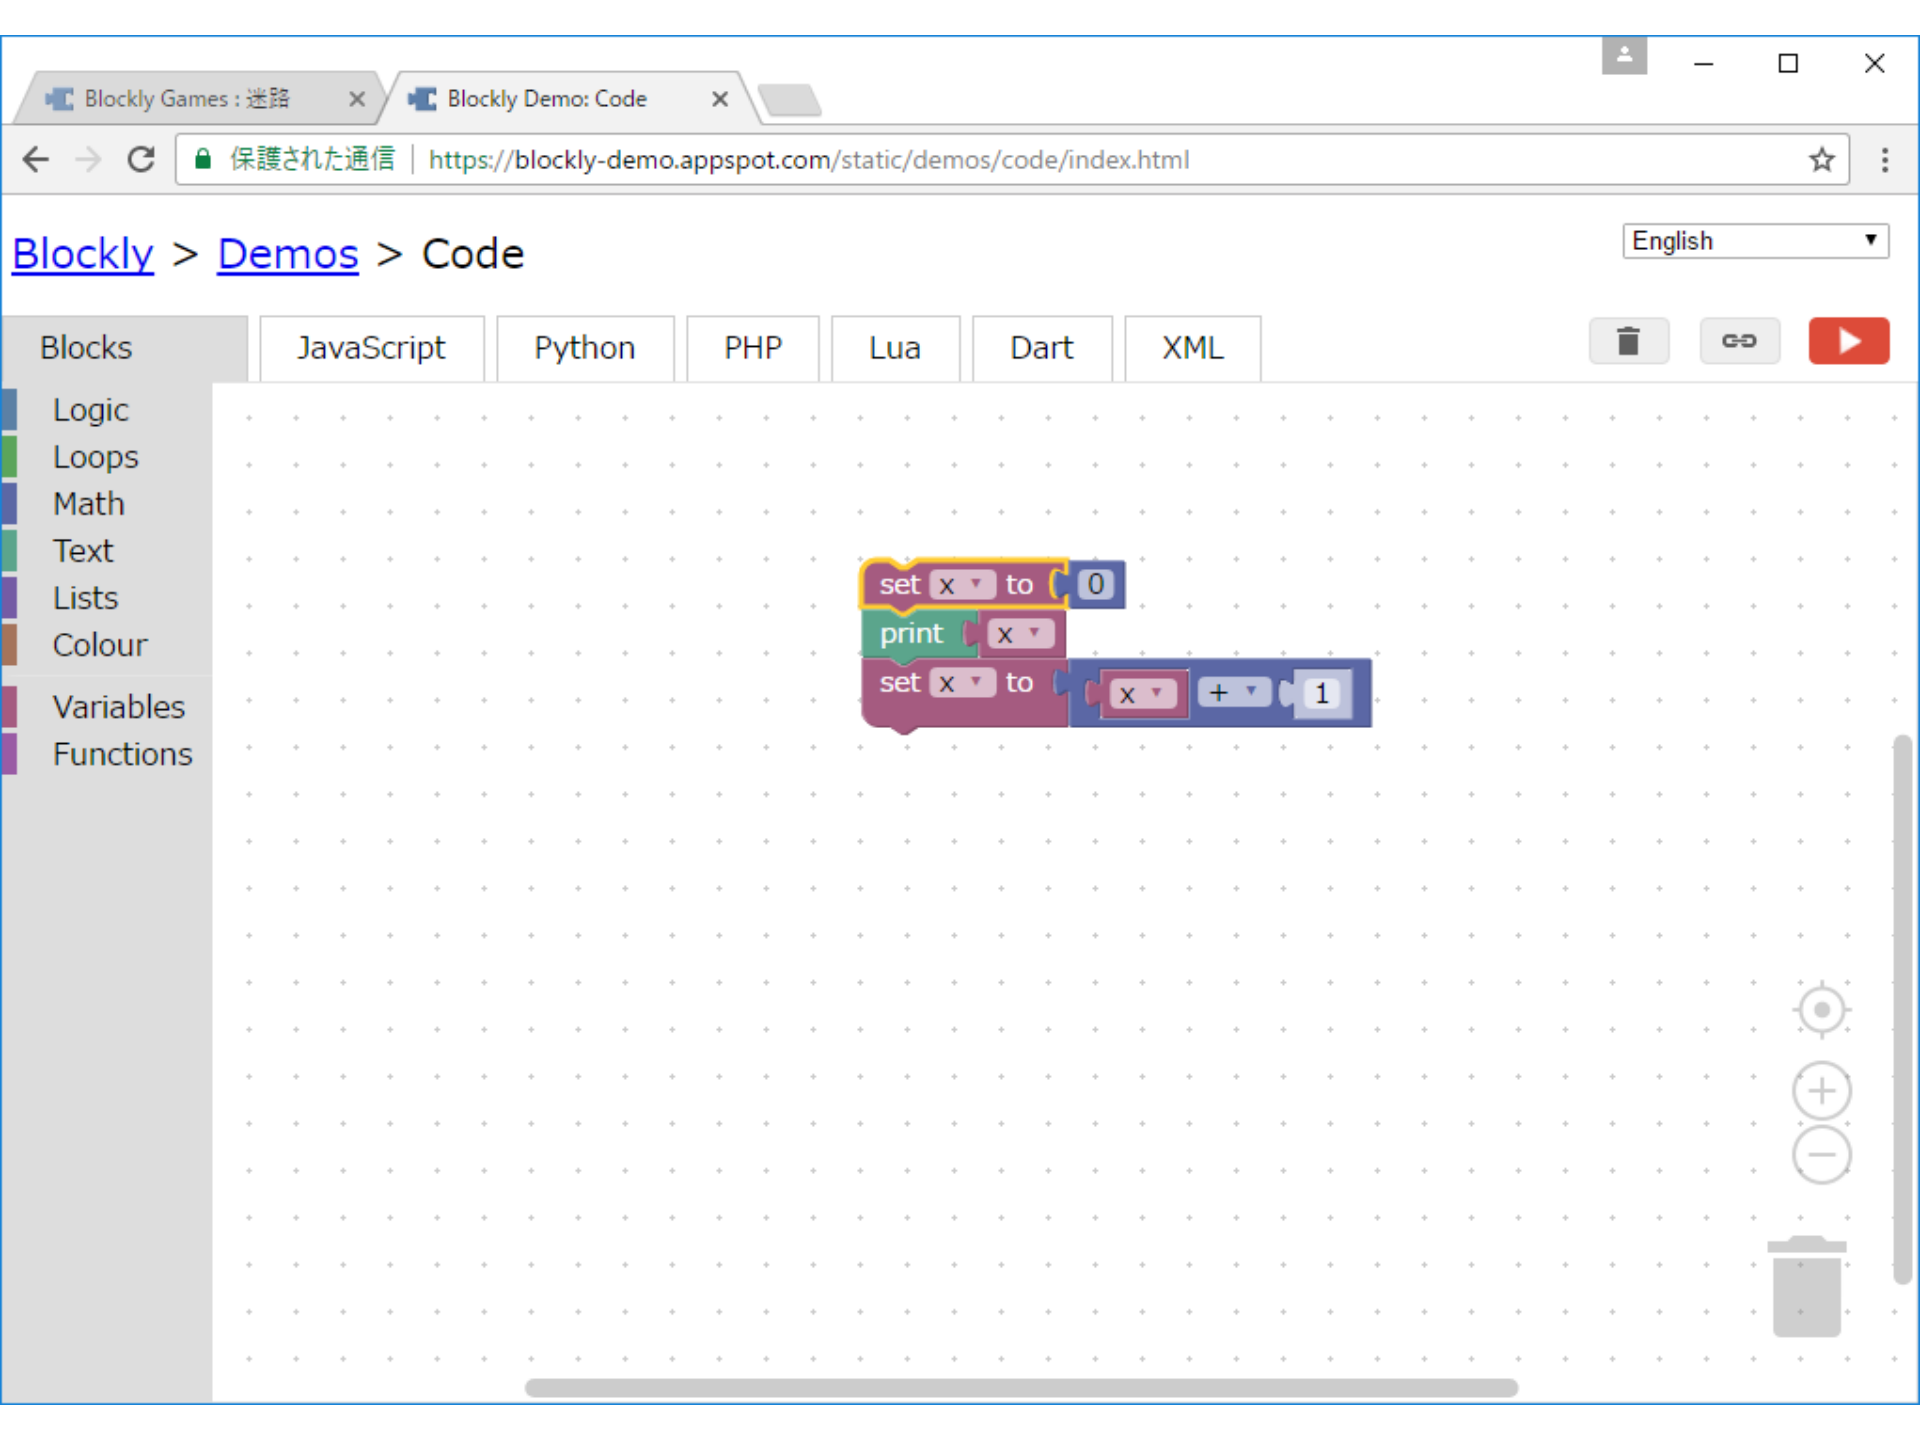 Blockly Games : 迷路
Blockly Demo: Code
保護された通信 https://blockly-demo.appspot.com/static/demos/code/index.html
Blockly > Demos > Code
English
Blocks JavaScript Python PHP Lua Dart XML
Logic
Loops
Math
Text
Lists
Colour
Variables
Functions
set x to 0
print x
set x to x + 1